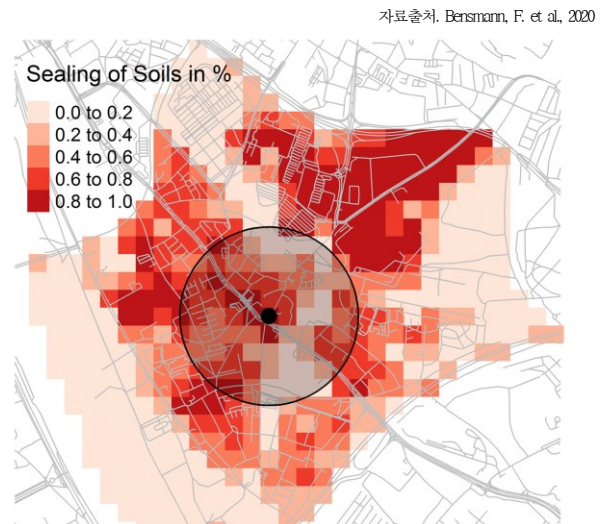 자료출처. Bensmann, F. et al., 2020
Sealing of Soils in %
0.0 to 0.2
0.2 to 0.4
0.4 to 0.6
0.6 to 0.8
0.8 to 1.0